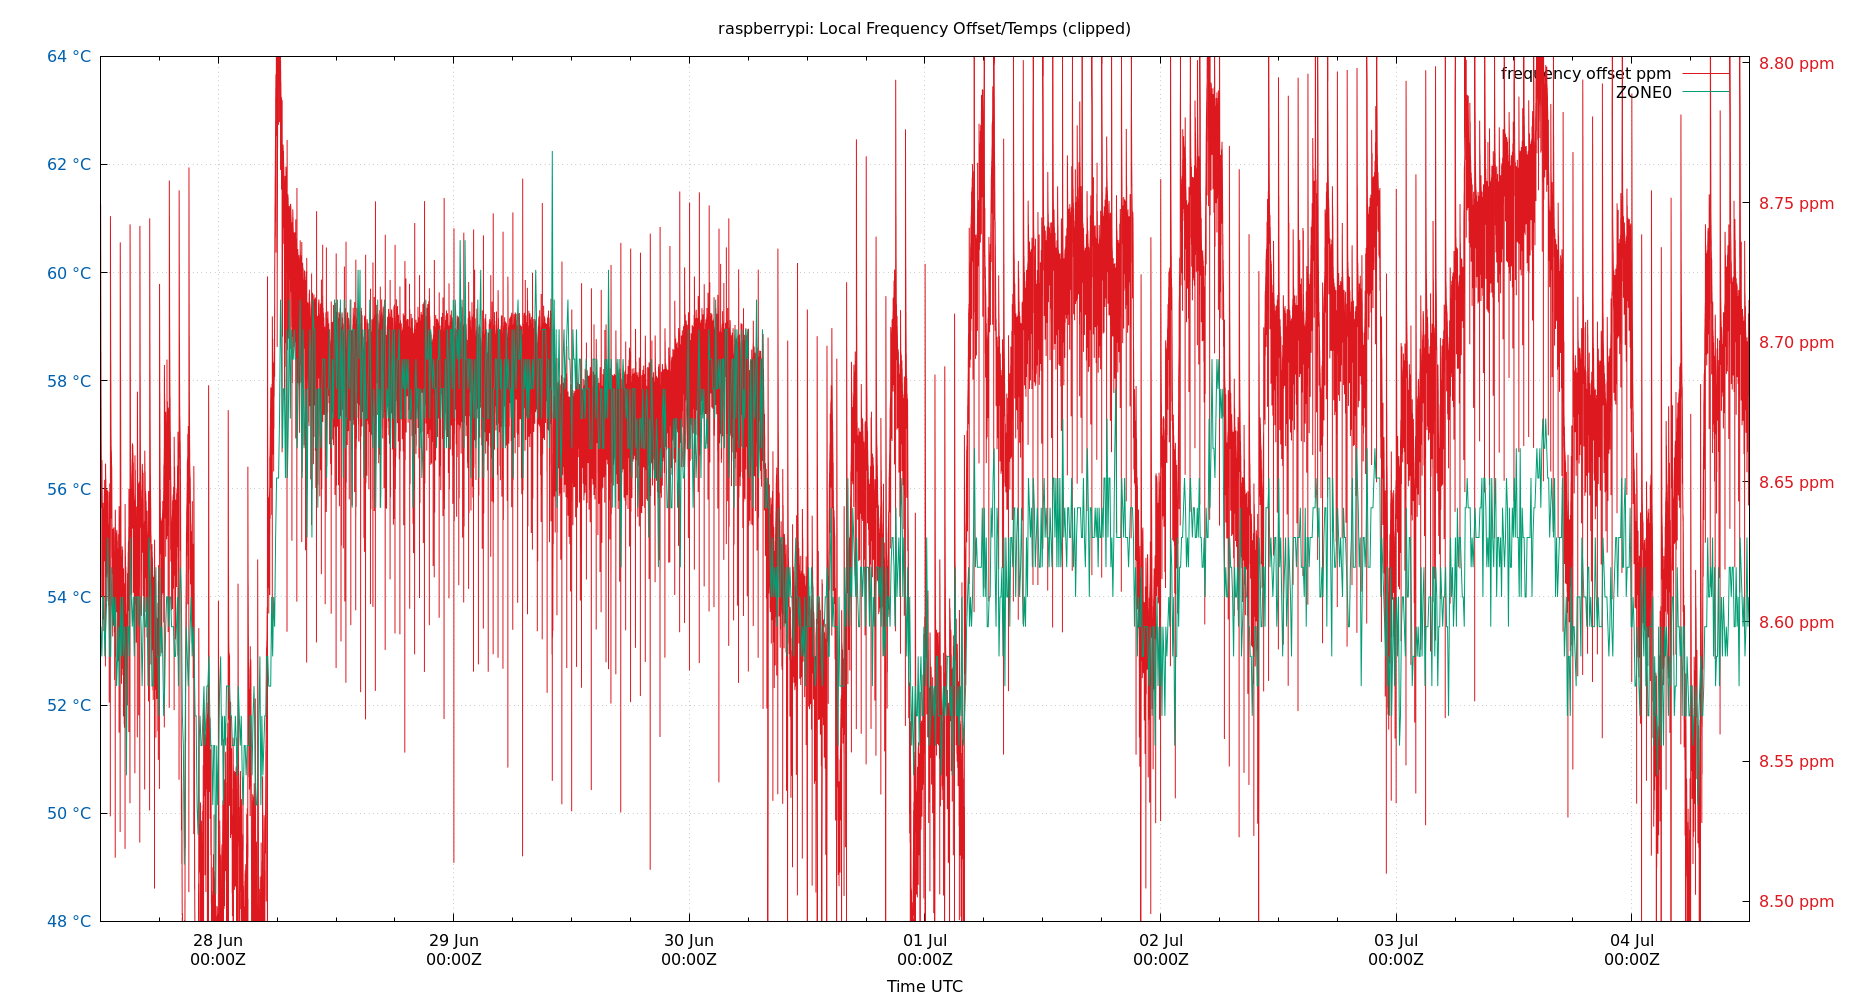 raspberrypi: Local Frequency Offset/Temps (clipped)
64 °C
62 °C
60 °C
58 °C
56 °C
54 °C
52 °C
50 °C
48 °C
frequency offset ppm
ZONE0
8.80 ppm
8.75 ppm
8.70 ppm
8.65 ppm
8.60 ppm
8.55 ppm
8.50 ppm
28 Jun
00:00Z
29 Jun
00:00Z
30 Jun
00:00Z
01 Jul
00:00Z
02 Jul
00:00Z
03 Jul
00:00Z
04 Jul
00:00Z
Time UTC